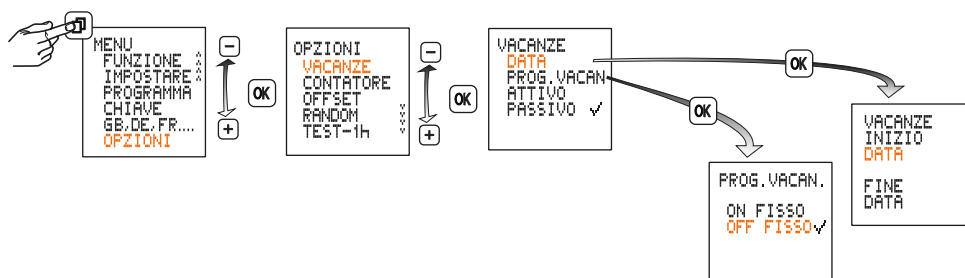 MENU
FUNZIONE
IMPOSTARE
PROGRAMMA
CHIAVE
GB,DE,FR....
OPZIONI
OK
OPZIONI
VACANZE
CONTATORE
OFFSET
RANDOM
TEST-1h
OK
VACANZE
DATA
PROG.VACAN
ATTIVO
PASSIVO ✓
OK
OK
PROG.VACAN.
ON FISSO
OFF FISSO✓
VACANZE
INIZIO
DATA
FINE
DATA